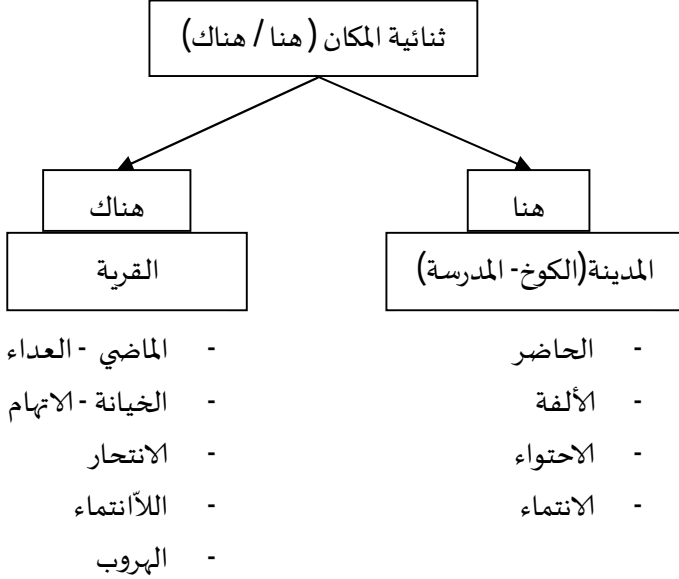 ثنائية المكان ( هنا / هناك)
هنا
المدينة(الكوخ- المدرسة)
- الحاضر
- الألفة
- الاحتواء
- الانتماء
هناك
القرية
- الماضي - العداء
- الخيانة - الاتهام
- الانتحار
- اللاّانتماء
- الهروب